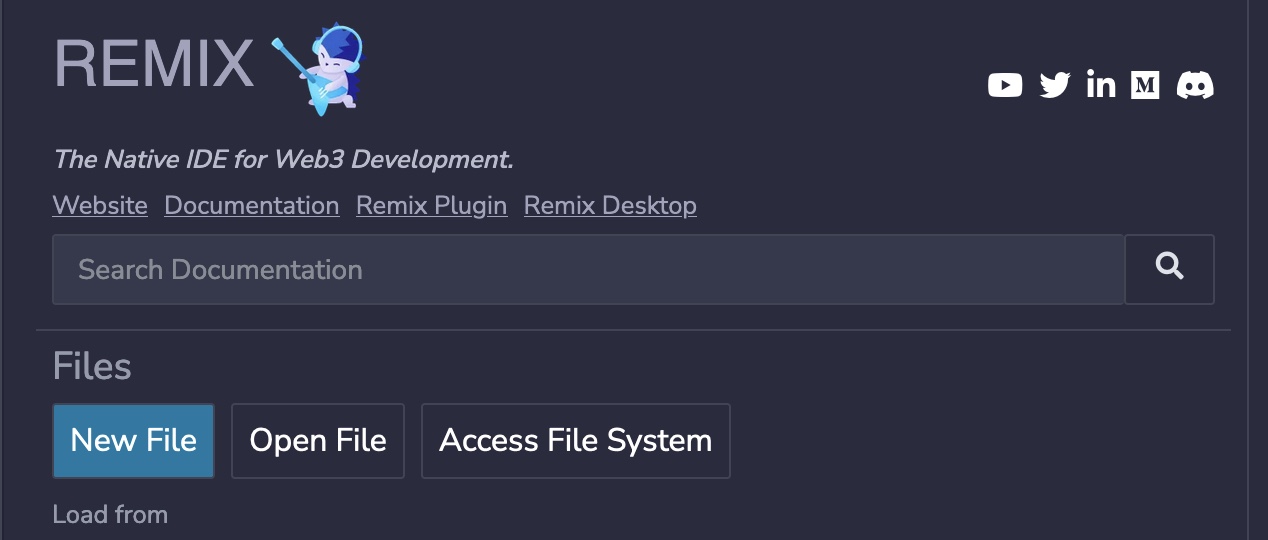 REMIX
The Native IDE for Web3 Development.
Website Documentation Remix Plugin Remix Desktop
Search Documentation
Files
New File Open File Access File System
Load from